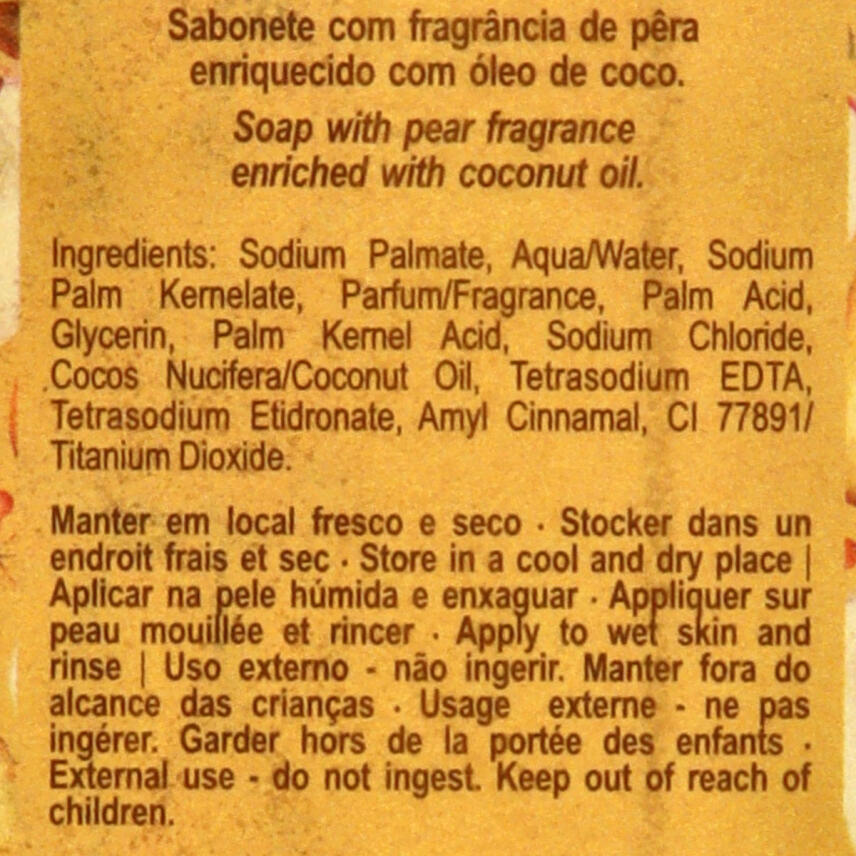 Sabonete com fragrância de pêra
enriquecido com óleo de coco.
Soap with pear fragrance
enriched with coconut oil.
Ingredients: Sodium Palmate, Aqua/Water, Sodium
Palm Kernelate, Parfum/Fragrance, Palm Acid,
Glycerin, Palm Kernel Acid, Sodium Chloride,
Cocos Nucifera/Coconut Oil, Tetrasodium EDTA,
Tetrasodium Etidronate, Amyl Cinnamal, CI 77891/
Titanium Dioxide.
Manter em local fresco e seco · Stocker dans un
endroit frais et sec · Store in a cool and dry place |
Aplicar na pele húmida e enxaguar · Appliquer sur
peau mouillée et rincer · Apply to wet skin and
rinse | Uso externo - não ingerir. Manter fora do
alcance das crianças · Usage externe - ne pas
ingérer. Garder hors de la portée des enfants ·
External use - do not ingest. Keep out of reach of
children.